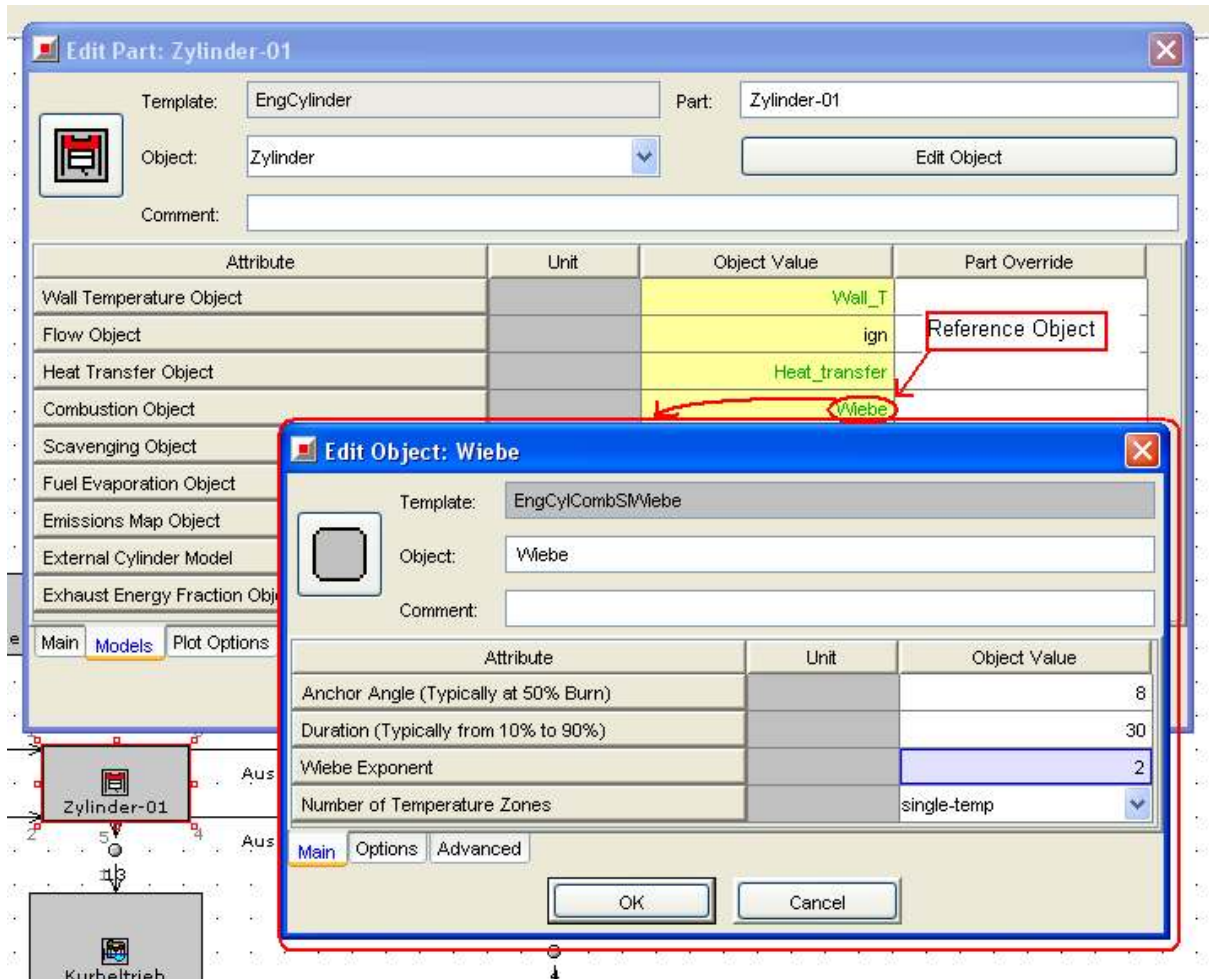 Edit Part: Zylinder-01
Template: EngCylinder Part: Zylinder-01
Object: Zylinder Edit Object
Comment:
Attribute Unit Object Value Part Override
Wall Temperature Object Wall_T
Flow Object ign
Reference Object
Heat Transfer Object Heat_transfer
Combustion Object Wiebe
Scavenging Object
Fuel Evaporation Object
Emissions Map Object
External Cylinder Model
Exhaust Energy Fraction Obj
Main Models Plot Options
Edit Object: Wiebe
Template: EngCylCombSIWiebe
Object: Wiebe
Comment:
Attribute Unit Object Value
Anchor Angle (Typically at 50% Burn) 8
Duration (Typically from 10% to 90%) 30
Wiebe Exponent 2
Number of Temperature Zones single-temp
Main Options Advanced
OK Cancel
Aus
Zylinder-01
2 5 4
Aus
Kurbeltrieb